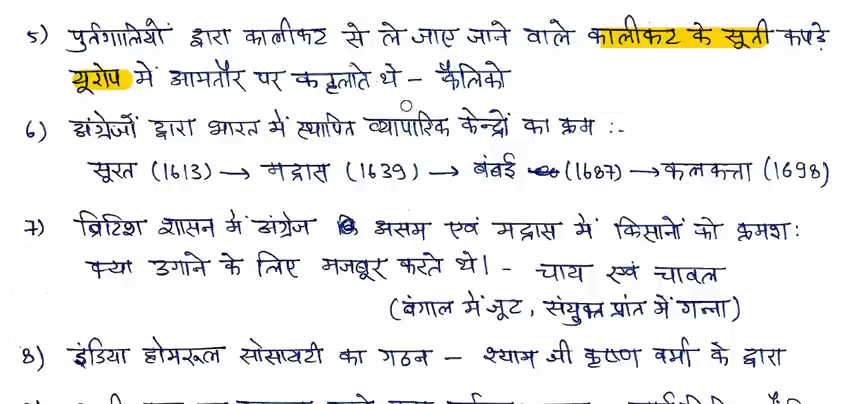 5) पुर्तगालियों द्वारा कालीकट से ले जाए जाने वाले कालीकट के सूती कपड़े
यूरोप में आमतौर पर कहलाते थे - कैलिको
6) अंग्रेजों द्वारा भारत में स्थापित व्यापारिक केन्द्रों का क्रम :-
सूरत (1613) → मद्रास (1639) → बंबई (1687) → कलकत्ता (1698)
7) ब्रिटिश शासन में अंग्रेज असम एवं मद्रास में किसानों को क्रमश:
क्या उगाने के लिए मजबूर करते थे। - चाय एवं चावल
(बंगाल में जूट, संयुक्त प्रांत में गन्ना)
8) इंडिया होमरूल सोसायटी का गठन - श्याम जी कृष्ण वर्मा के द्वारा